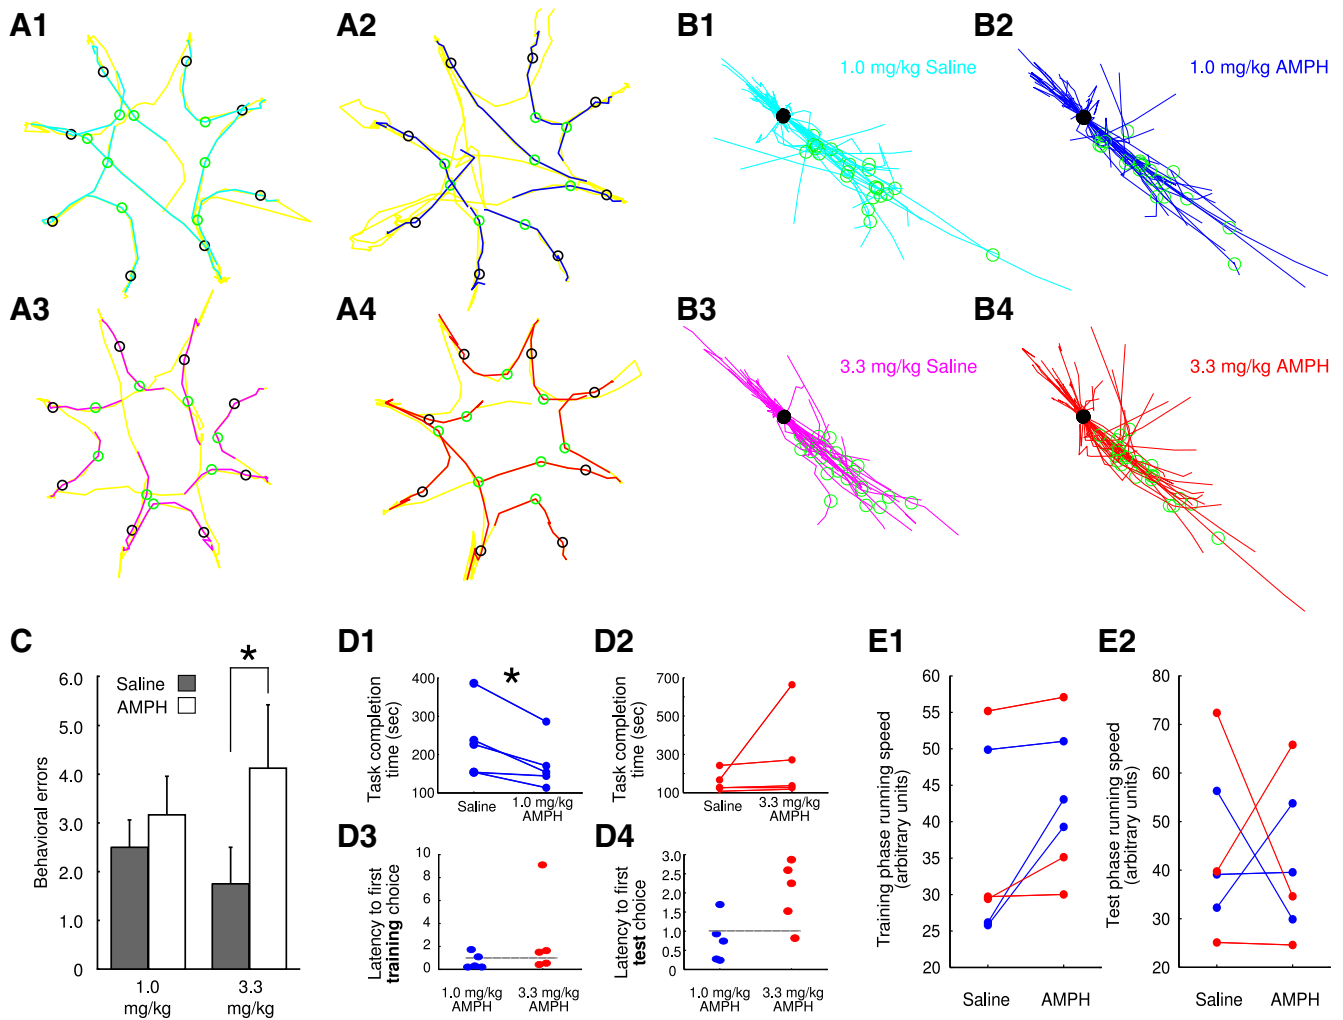 A1
A2
B1
B2
1.0 mg/kg Saline
1.0 mg/kg AMPH
A3
A4
B3
B4
3.3 mg/kg Saline
3.3 mg/kg AMPH
C
Behavioral errors
6.0
5.0
4.0
3.0
2.0
1.0
0.0
Saline
AMPH
*
1.0
mg/kg
3.3
mg/kg
D1
Task completion
time (sec)
400
300
200
100
*
Saline
1.0 mg/kg
AMPH
D2
Task completion
time (sec)
700
500
300
100
Saline
3.3 mg/kg
AMPH
D3
Latency to first
training choice
10
8
6
4
2
0
1.0 mg/kg
AMPH
3.3 mg/kg
AMPH
D4
Latency to first
test choice
3.0
2.5
2.0
1.5
1.0
0.5
0
1.0 mg/kg
AMPH
3.3 mg/kg
AMPH
E1
Training phase running speed
(arbitrary units)
60
55
50
45
40
35
30
25
20
Saline
AMPH
E2
Test phase running speed
(arbitrary units)
80
70
60
50
40
30
20
Saline
AMPH